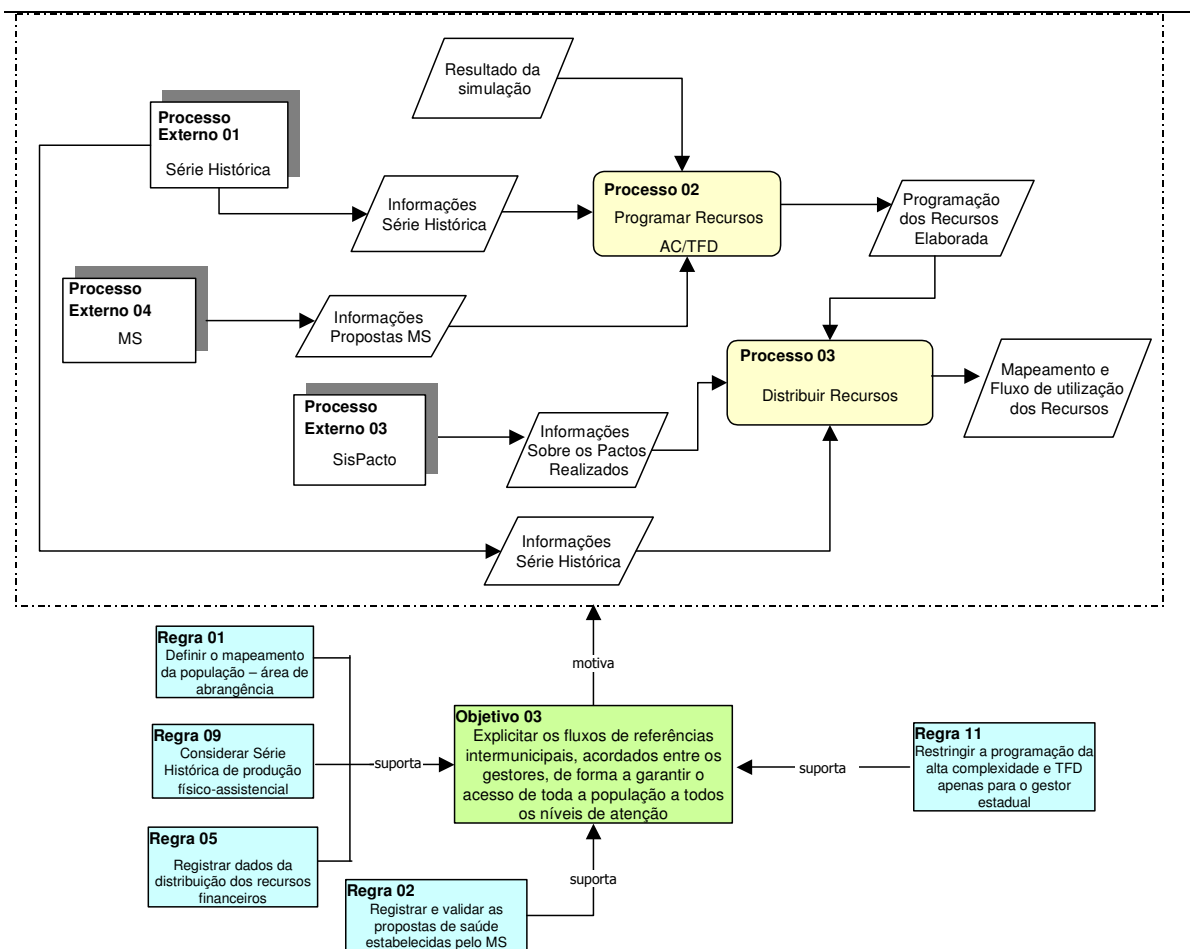 Resultado da
simulação
Processo
Externo 01
Série Histórica
Informações
Série Histórica
Processo 02
Programar Recursos
AC/TFD
Programação
dos Recursos
Elaborada
Processo
Externo 04
MS
Informações
Propostas MS
Processo 03
Distribuir Recursos
Mapeamento e
Fluxo de utilização
dos Recursos
Processo
Externo 03
SisPacto
Informações
Sobre os Pactos
Realizados
Informações
Série Histórica
motiva
Regra 01
Definir o mapeamento
da população – área de
abrangência
Regra 09
Considerar Série
Histórica de produção
físico-assistencial
suporta
Regra 05
Registrar dados da
distribuição dos recursos
financeiros
Objetivo 03
Explicitar os fluxos de referências
intermunicipais, acordados entre os
gestores, de forma a garantir o
acesso de toda a população a todos
os níveis de atenção
suporta
Regra 11
Restringir a programação da
alta complexidade e TFD
apenas para o gestor
estadual
suporta
Regra 02
Registrar e validar as
propostas de saúde
estabelecidas pelo MS